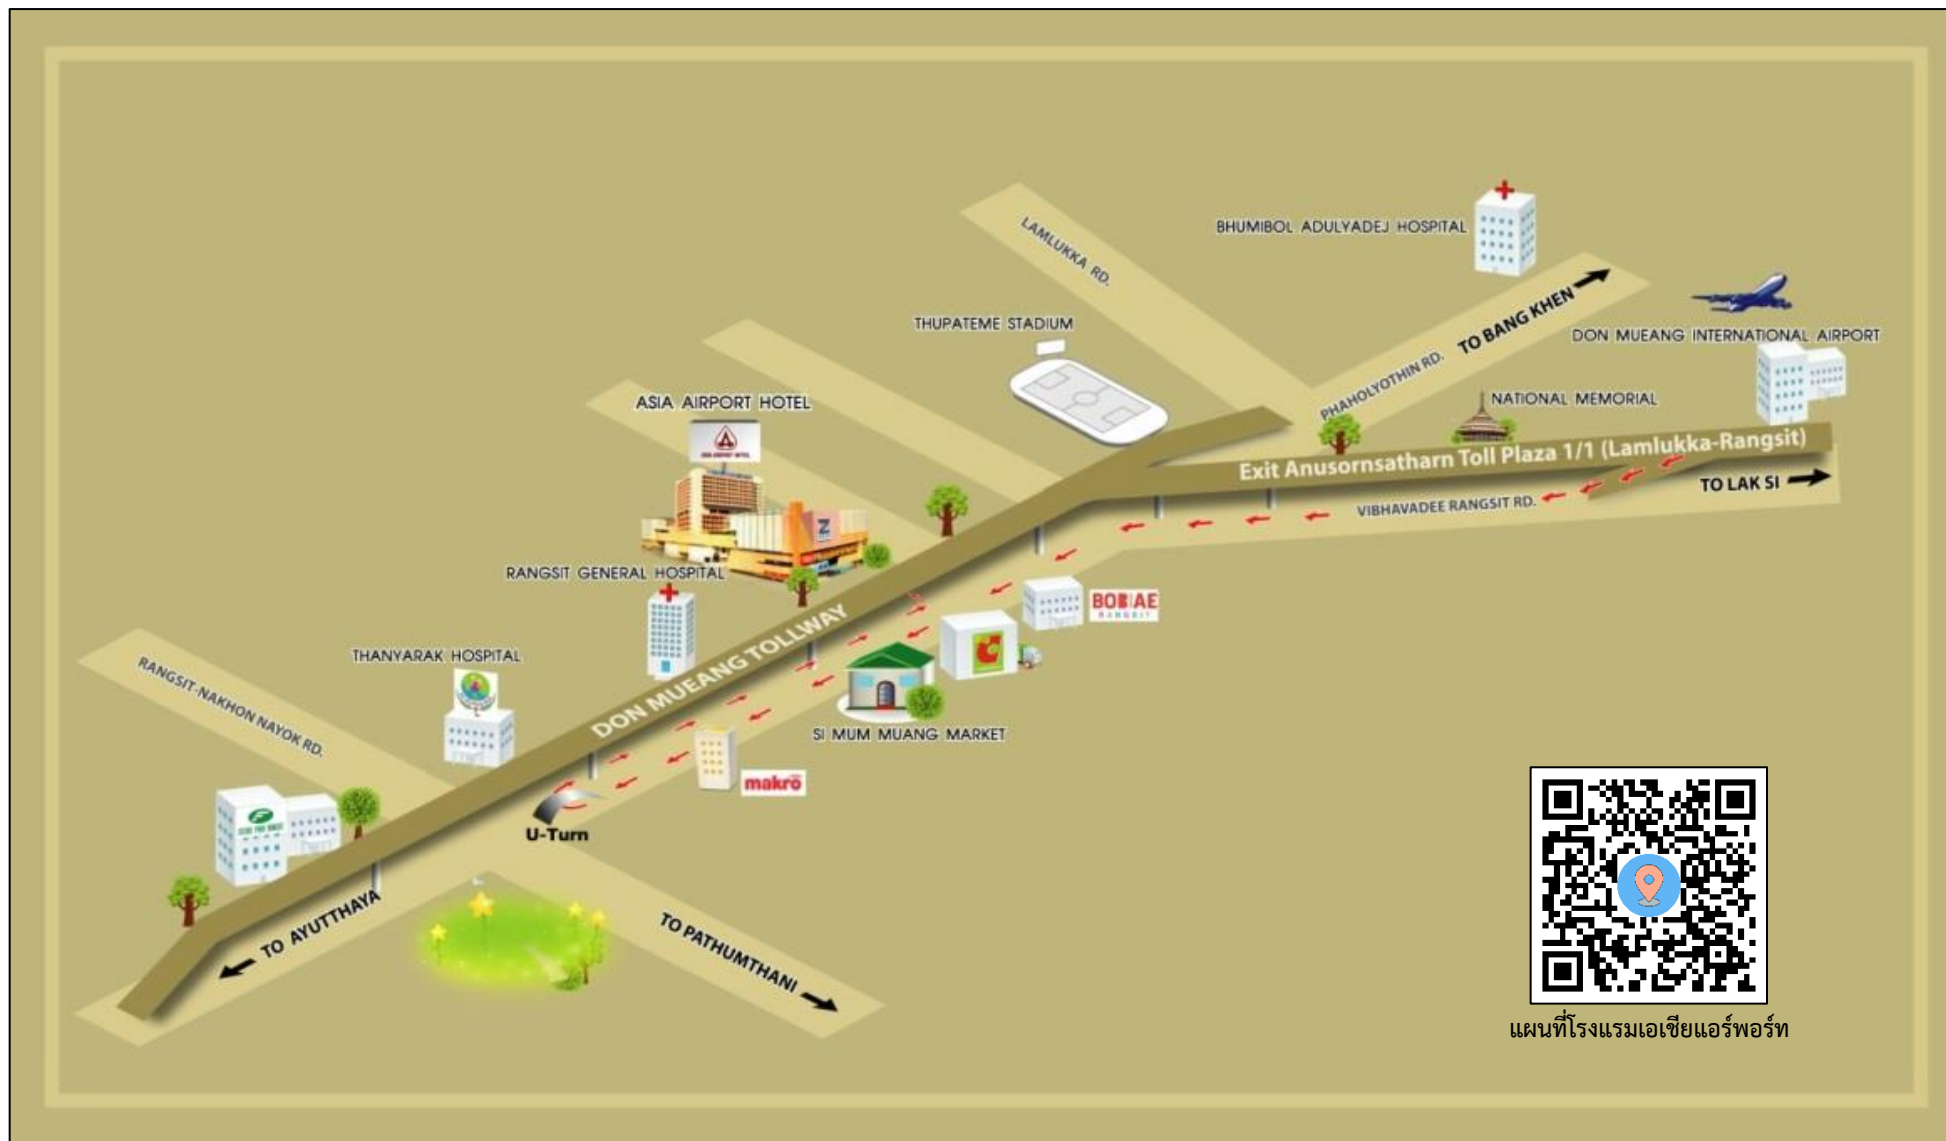 BHUMIBOL ADULYADEJ HOSPITAL
LAMLUKKA RD.
TO BANG KHEN
THUPATEME STADIUM
DON MUEANG INTERNATIONAL AIRPORT
PHAHOLYOTHIN RD.
NATIONAL MEMORIAL
ASIA AIRPORT HOTEL
ASIA AIRPORT HOTEL
Z
Exit Anusornsatharn Toll Plaza 1/1 (Lamlukka-Rangsit)
TO LAK SI
VIBHAVADEE RANGSIT RD.
RANGSIT GENERAL HOSPITAL
BOBAE
RANGSIT
DON MUEANG TOLLWAY
THANYARAK HOSPITAL
RANGSIT-NAKHON NAYOK RD.
SI MUM MUANG MARKET
makro
U-Turn
TO AYUTTHAYA
TO PATHUMTHANI
แผนที่โรงแรมเอเชียแอร์พอร์ท